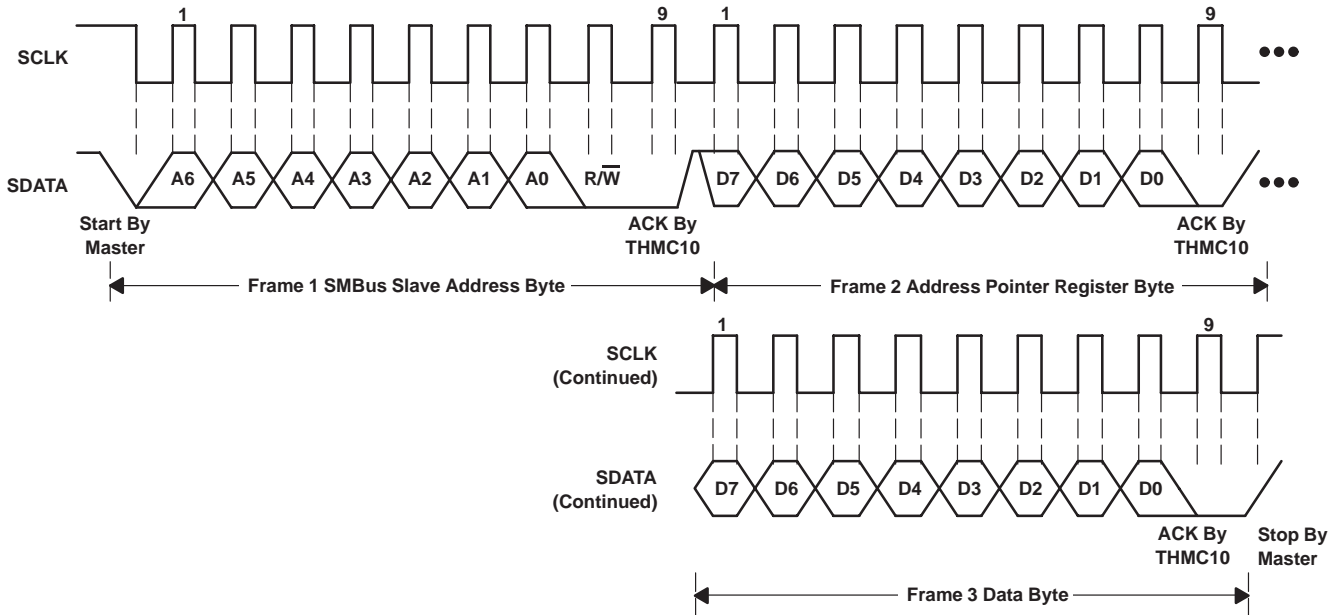 1 9 1 9
SCLK
SDATA
A6 A5 A4 A3 A2 A1 A0 R/W̅ D7 D6 D5 D4 D3 D2 D1 D0
Start By
Master
ACK By
THMC10
ACK By
THMC10
Frame 1 SMBus Slave Address Byte
Frame 2 Address Pointer Register Byte
1 9
SCLK
(Continued)
SDATA
(Continued)
D7 D6 D5 D4 D3 D2 D1 D0
ACK By
THMC10
Stop By
Master
Frame 3 Data Byte